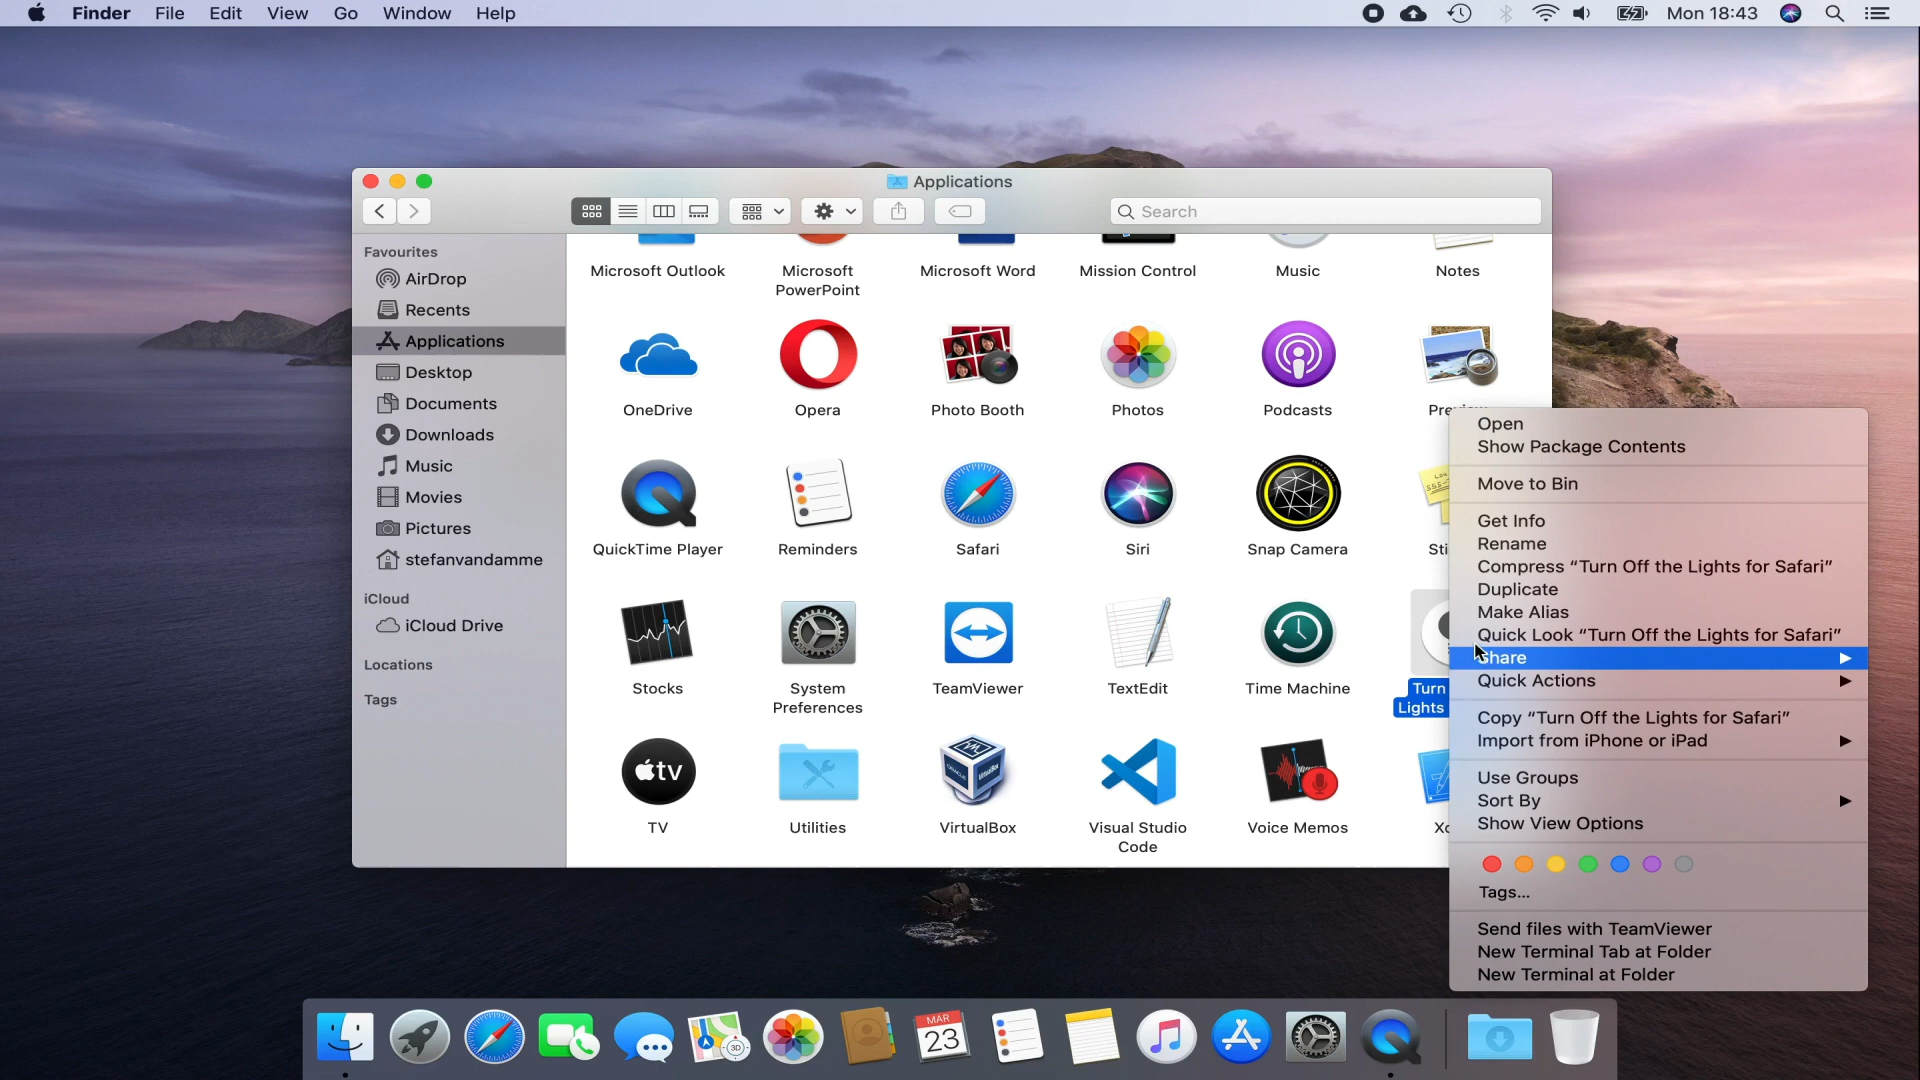 Finder File Edit View Go Window Help
Mon 18:43
Applications
Search
Favourites
AirDrop
Recents
Applications
Desktop
Documents
Downloads
Music
Movies
Pictures
stefanvandamme
iCloud
iCloud Drive
Locations
Tags
Microsoft Outlook
Microsoft
PowerPoint
Microsoft Word
Mission Control
Music
Notes
OneDrive
Opera
Photo Booth
Photos
Podcasts
QuickTime Player
Reminders
Safari
Siri
Snap Camera
Sti
Stocks
System
Preferences
TeamViewer
TextEdit
Time Machine
Turn
Lights
tv
TV
Utilities
VirtualBox
Visual Studio
Code
Voice Memos
Xc
Open
Show Package Contents
Move to Bin
Get Info
Rename
Compress “Turn Off the Lights for Safari”
Duplicate
Make Alias
Quick Look “Turn Off the Lights for Safari”
Share
Quick Actions
Copy “Turn Off the Lights for Safari”
Import from iPhone or iPad
Use Groups
Sort By
Show View Options
Tags...
Send files with TeamViewer
New Terminal Tab at Folder
New Terminal at Folder
3D
MAR
23